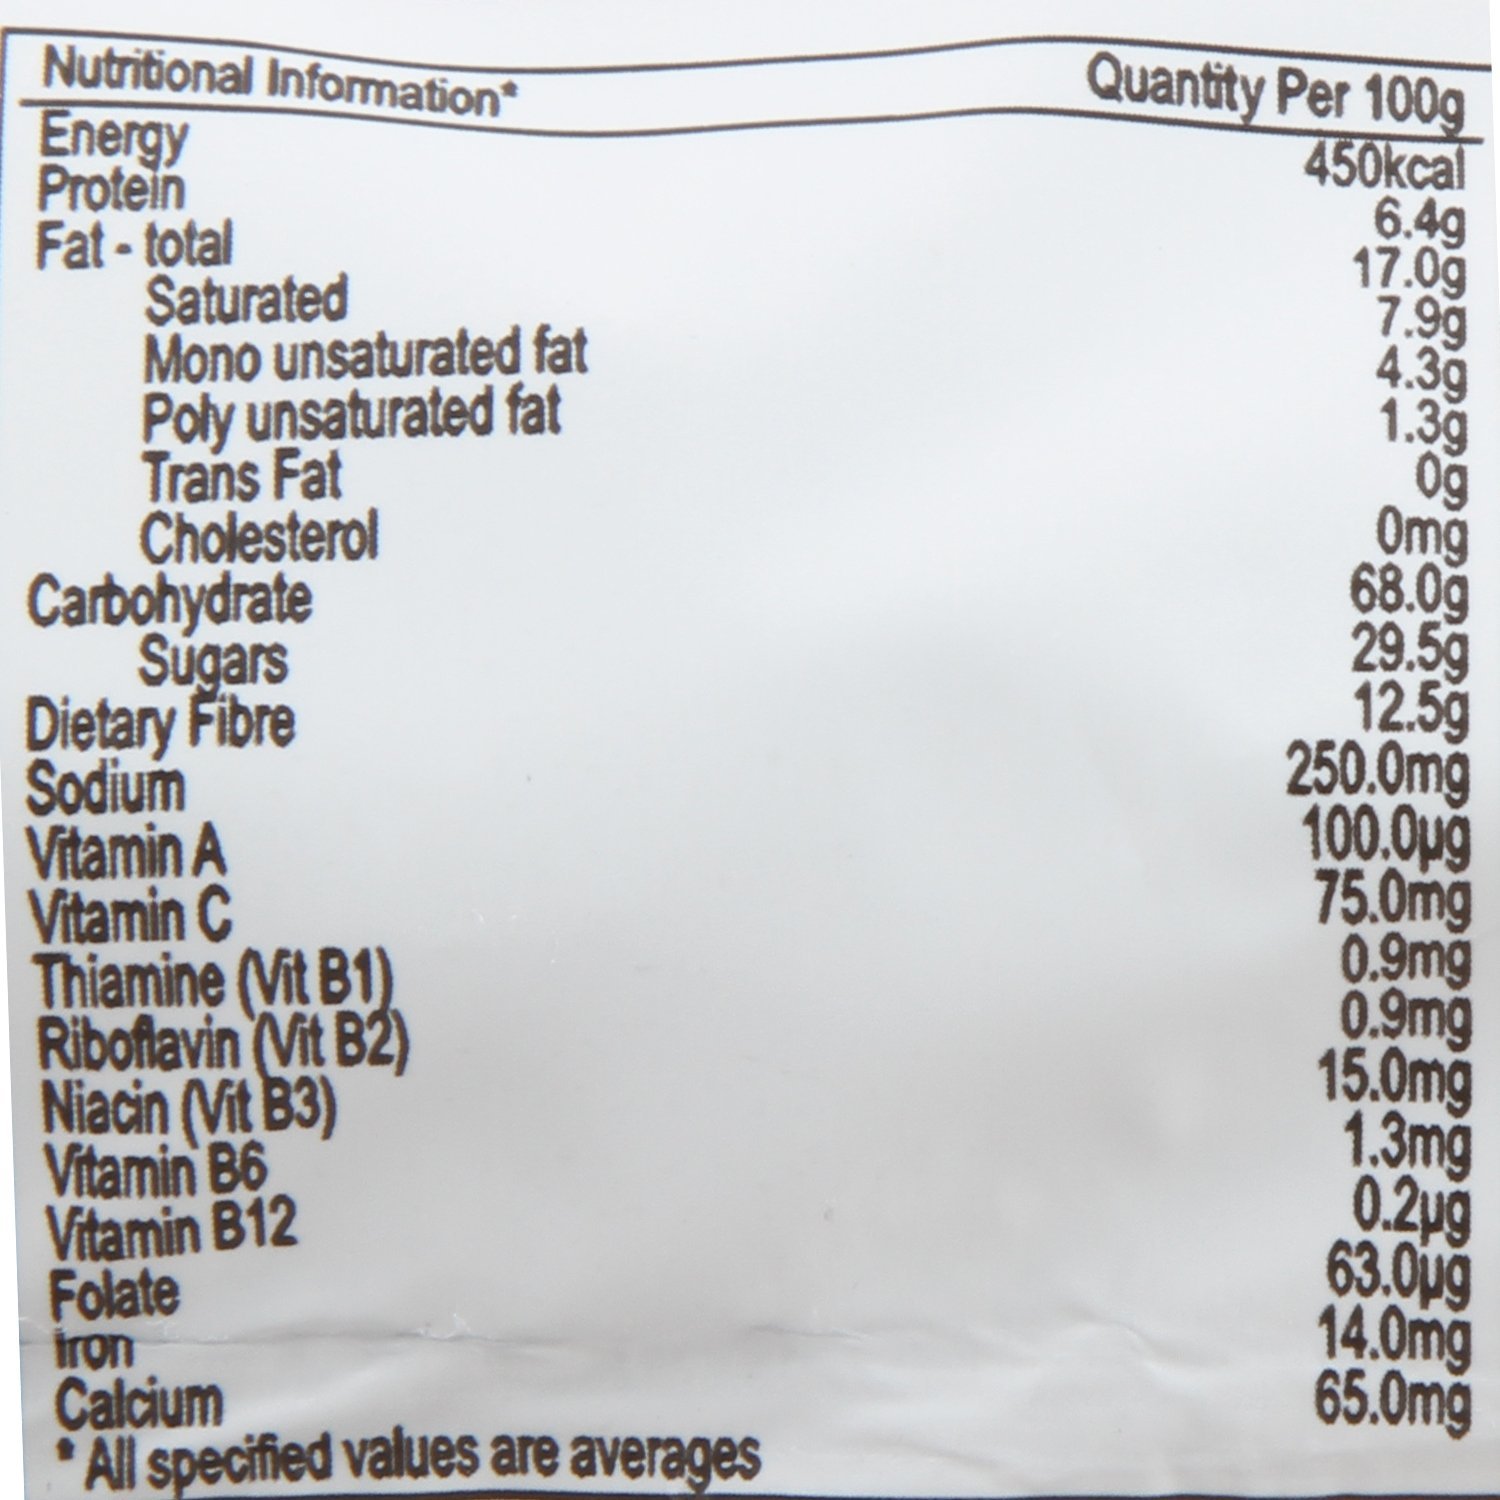 Nutritional Information* Quantity Per 100g
Energy 450kcal
Protein 6.4g
Fat - total 17.0g
Saturated 7.9g
Mono unsaturated fat 4.3g
Poly unsaturated fat 1.3g
Trans Fat 0g
Cholesterol 0mg
Carbohydrate 68.0g
Sugars 29.5g
Dietary Fibre 12.5g
Sodium 250.0mg
Vitamin A 100.0µg
Vitamin C 75.0mg
Thiamine (Vit B1) 0.9mg
Riboflavin (Vit B2) 0.9mg
Niacin (Vit B3) 15.0mg
Vitamin B6 1.3mg
Vitamin B12 0.2µg
Folate 63.0µg
Iron 14.0mg
Calcium 65.0mg
* All specified values are averages